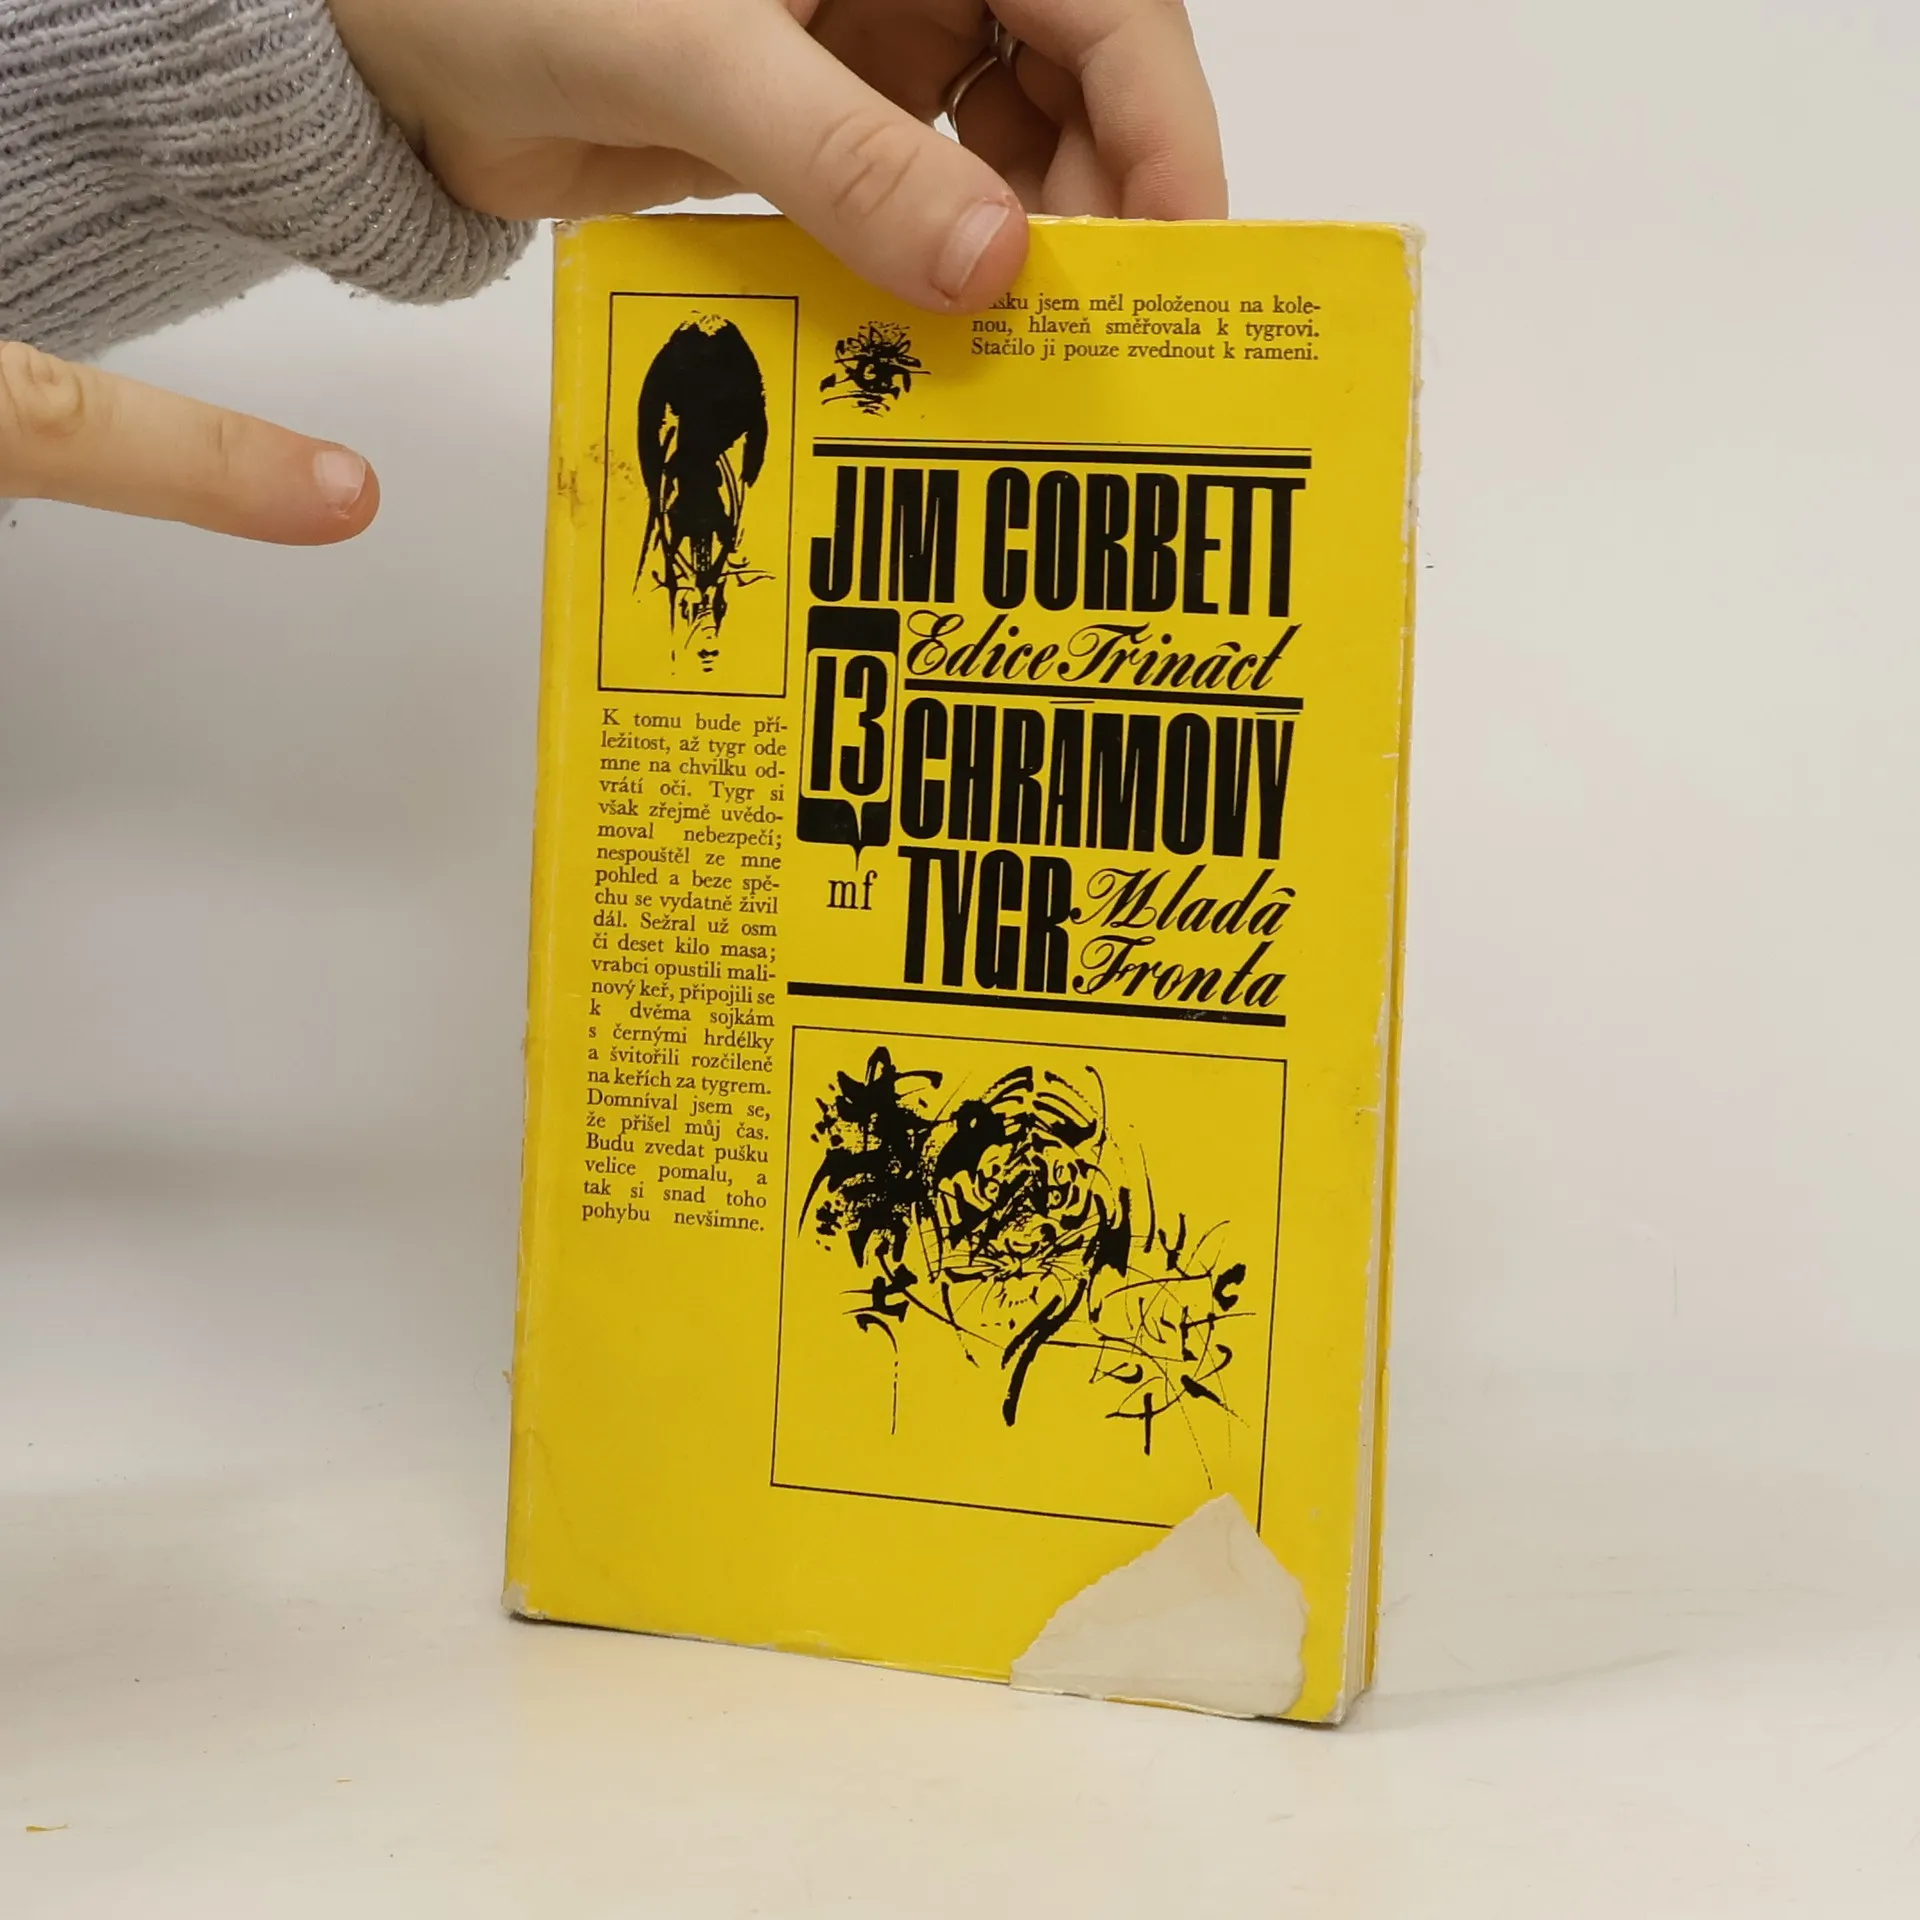 jsem měl položenou na kole-
nou, hlaveň směřovala k tygrovi.
Stačilo ji pouze zvednout k rameni.
JIM CORBETT
Edice Třináct
13
CHRÁMOVÝ
TYGR
Mladá
Fronta
mf
K tomu bude pří-
ležitost, až tygr ode
mne na chvilku od-
vrátí oči. Tygr si
však zřejmě uvědo-
moval nebezpečí;
nespouštěl ze mne
pohled a beze spě-
chu se vydatně živil
dál. Sežral už osm
či deset kilo masa;
vrabci opustili mali-
nový keř, připojili se
k dvěma sojkám
s černými hrdélky
a švitořili rozčileně
na keřích za tygrem.
Domníval jsem se,
že přišel můj čas.
Budu zvedat pušku
velice pomalu, a
tak si snad toho
pohybu nevšimne.